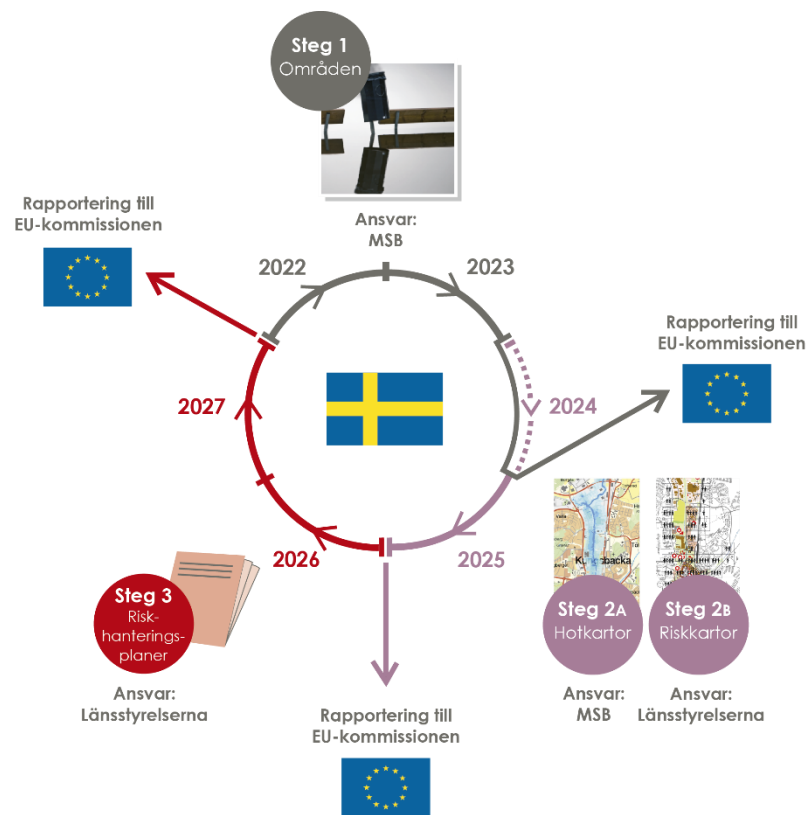 Steg 1
Områden
Ansvar:
MSB
Rapportering till
EU-kommissionen
2022
2023
Rapportering till
EU-kommissionen
2027
2024
2026
2025
Steg 3
Risk-
hanterings-
planer
Ansvar:
Länsstyrelserna
Steg 2A
Hotkartor
Ansvar:
MSB
Steg 2B
Riskkartor
Ansvar:
Länsstyrelserna
Rapportering till
EU-kommissionen